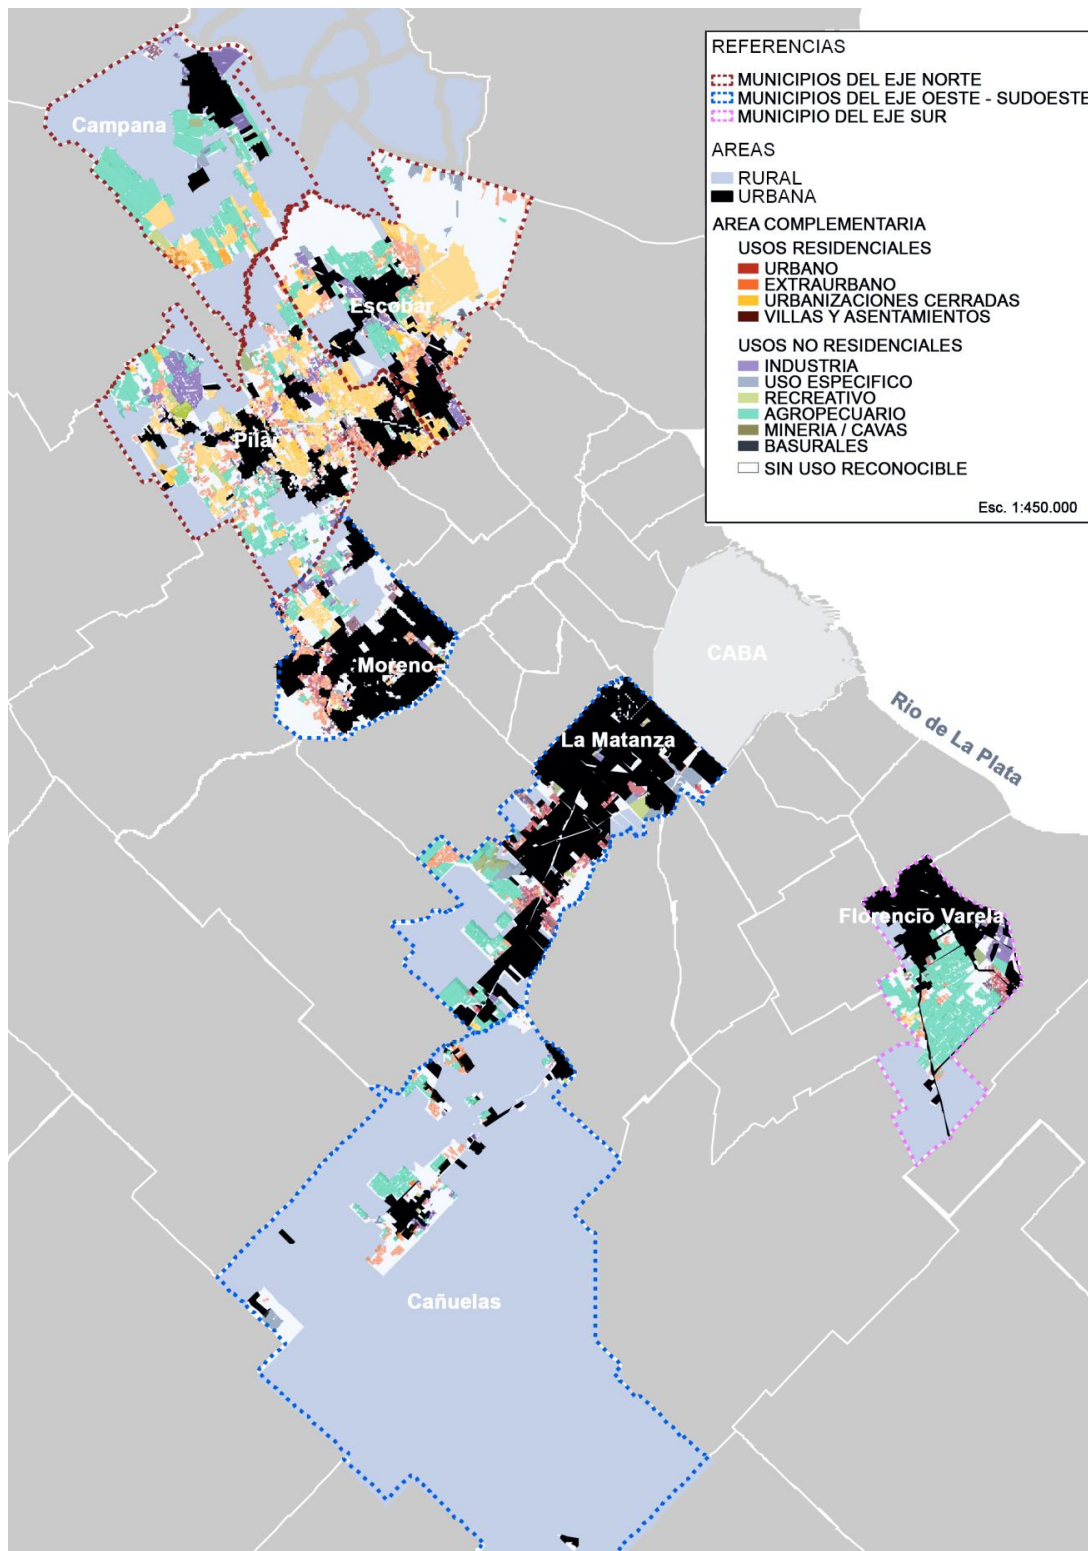 REFERENCIAS
MUNICIPIOS DEL EJE NORTE
MUNICIPIOS DEL EJE OESTE - SUDOESTE
MUNICIPIO DEL EJE SUR
AREAS
RURAL
URBANA
AREA COMPLEMENTARIA
USOS RESIDENCIALES
URBANO
EXTRAURBANO
URBANIZACIONES CERRADAS
VILLAS Y ASENTAMIENTOS
USOS NO RESIDENCIALES
INDUSTRIA
USO ESPECIFICO
RECREATIVO
AGROPECUARIO
MINERIA / CAVAS
BASURALES
SIN USO RECONOCIBLE
Esc. 1:450.000
Campana
Escobar
Pilar
Moreno
CABA
La Matanza
Rio de La Plata
Florencio Varela
Cañuelas